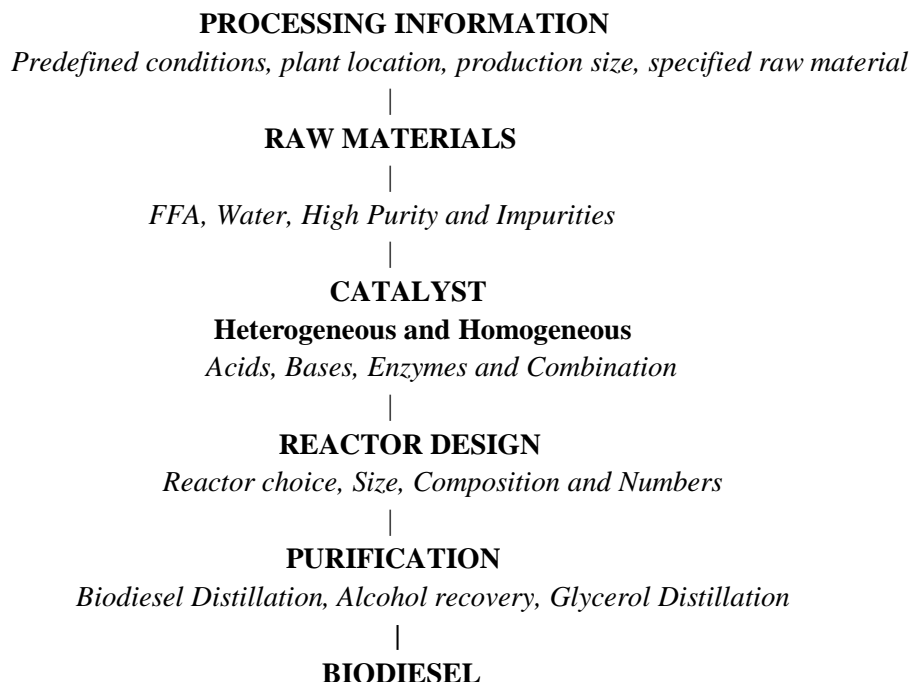 PROCESSING INFORMATION
Predefined conditions, plant location, production size, specified raw material
|
RAW MATERIALS
|
FFA, Water, High Purity and Impurities
|
CATALYST
Heterogeneous and Homogeneous
Acids, Bases, Enzymes and Combination
|
REACTOR DESIGN
Reactor choice, Size, Composition and Numbers
|
PURIFICATION
Biodiesel Distillation, Alcohol recovery, Glycerol Distillation
|
BIODIESEL